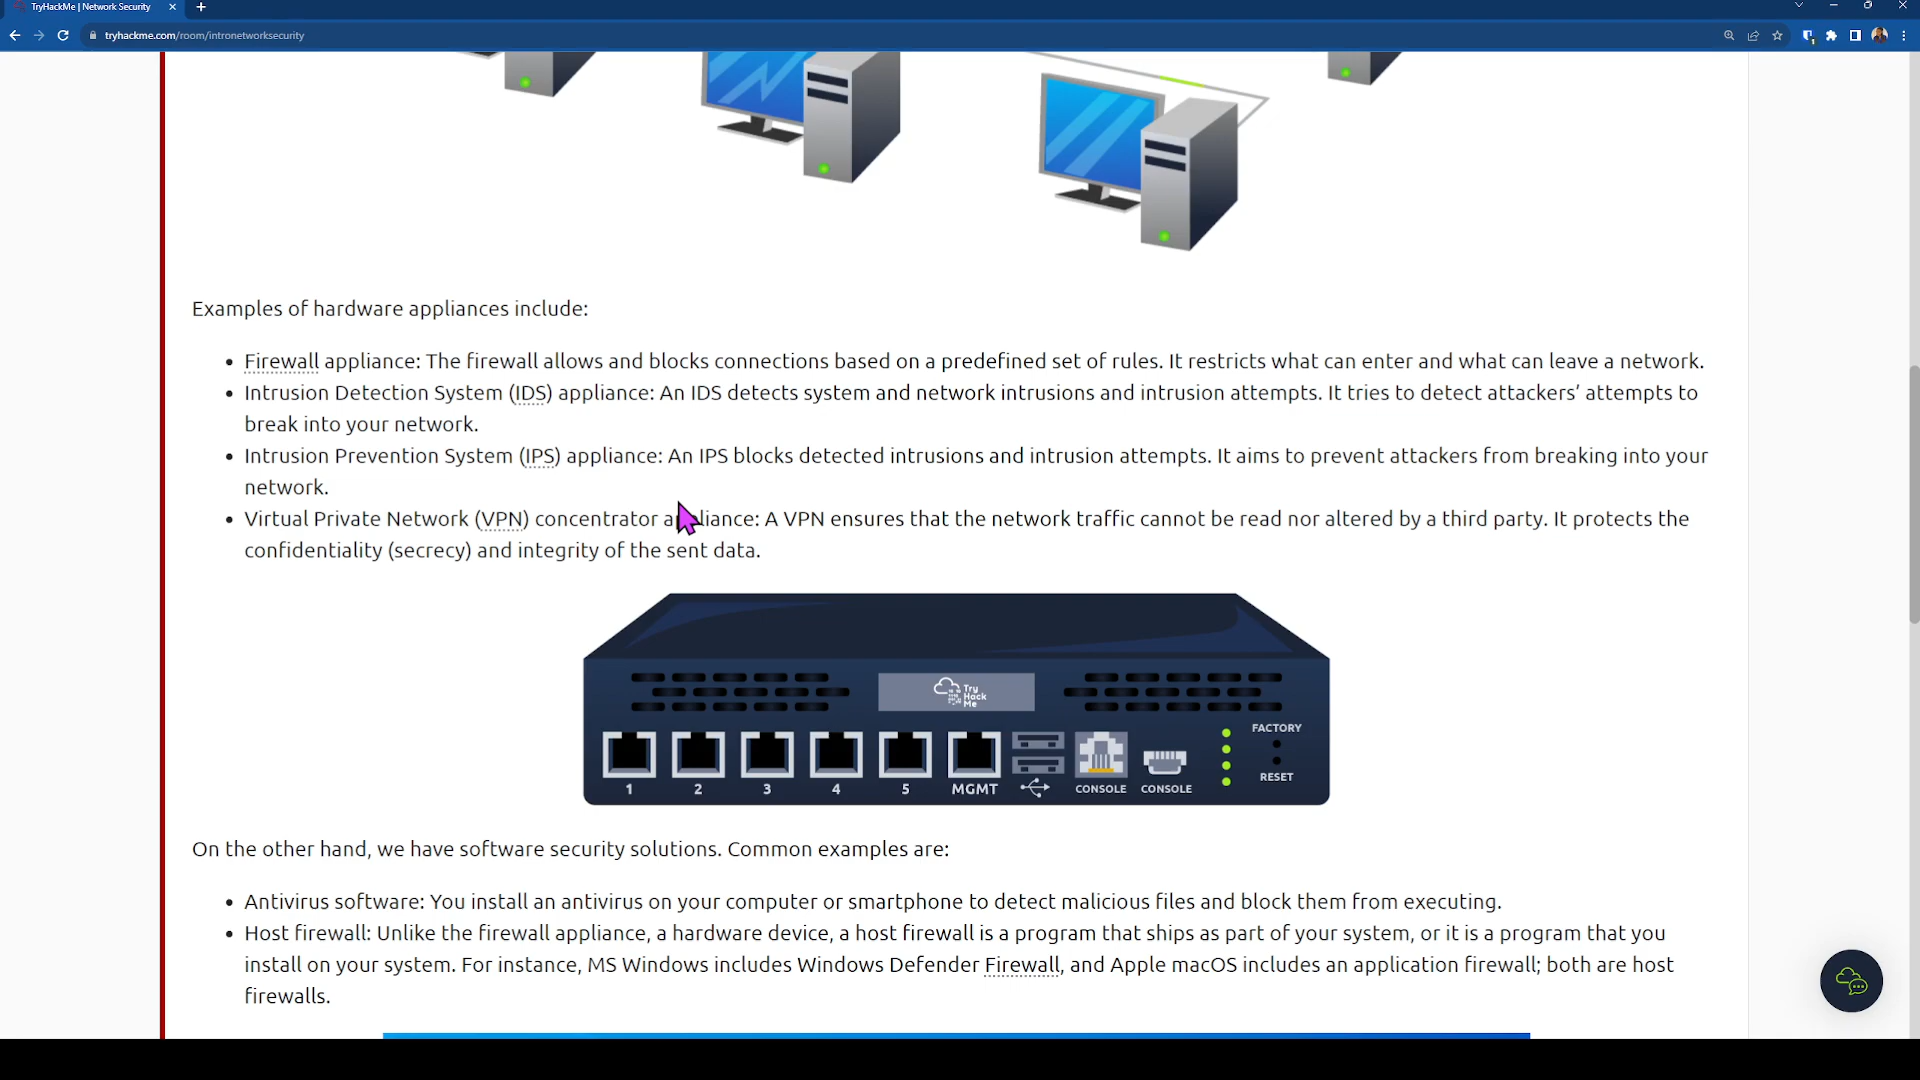 TryHackMe | Network Security
tryhackme.com/room/intronetworksecurity
Examples of hardware appliances include:
• Firewall appliance: The firewall allows and blocks connections based on a predefined set of rules. It restricts what can enter and what can leave a network.
• Intrusion Detection System (IDS) appliance: An IDS detects system and network intrusions and intrusion attempts. It tries to detect attackers’ attempts to
break into your network.
• Intrusion Prevention System (IPS) appliance: An IPS blocks detected intrusions and intrusion attempts. It aims to prevent attackers from breaking into your
network.
• Virtual Private Network (VPN) concentrator appliance: A VPN ensures that the network traffic cannot be read nor altered by a third party. It protects the
confidentiality (secrecy) and integrity of the sent data.
Try
Hack
Me
FACTORY
RESET
1 2 3 4 5 MGMT CONSOLE CONSOLE
On the other hand, we have software security solutions. Common examples are:
• Antivirus software: You install an antivirus on your computer or smartphone to detect malicious files and block them from executing.
• Host firewall: Unlike the firewall appliance, a hardware device, a host firewall is a program that ships as part of your system, or it is a program that you
install on your system. For instance, MS Windows includes Windows Defender Firewall, and Apple macOS includes an application firewall; both are host
firewalls.